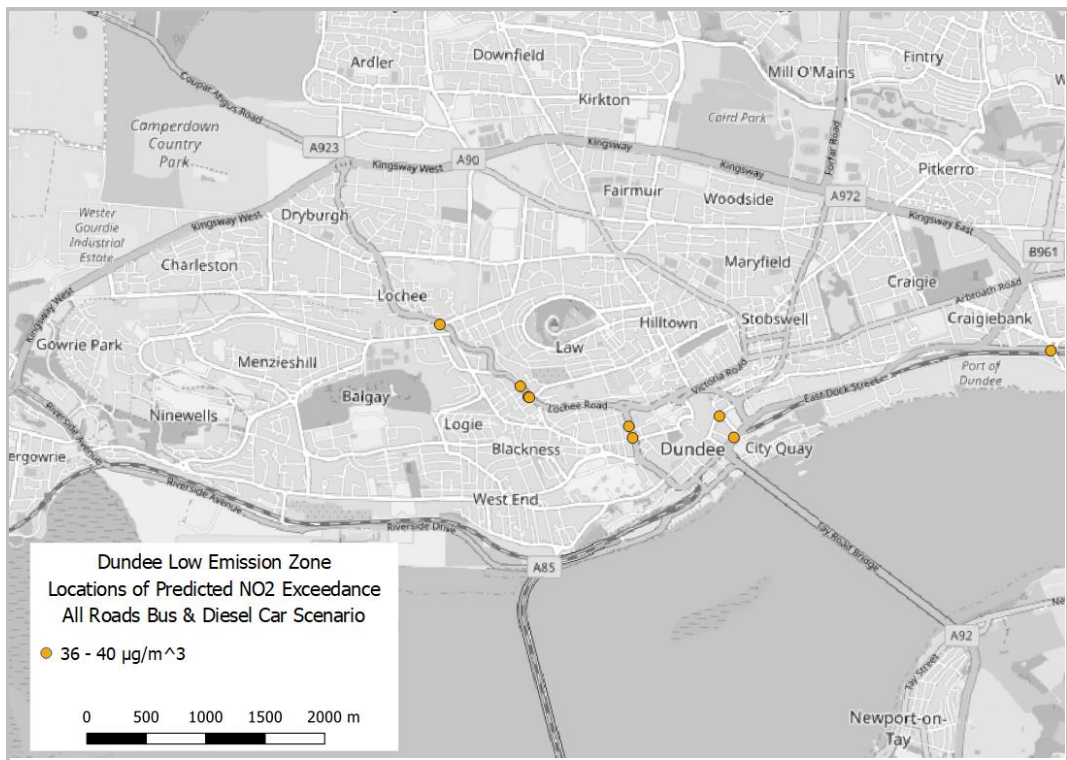 Ardler
Downfield
Mill O'Mains
Fintry
Kirkton
Coupar Angus Road
Camperdown
Country
Park
Caird Park
A923
Kingsway West
A90
Kingsway
Kingsway
Forfar Road
Pitkerro
Fairmuir
Woodside
A972
Dryburgh
Kingsway West
Kingsway East
Wester
Gourdie
Industrial
Estate
B961
Charleston
Maryfield
Craigie
Arbroath Road
Lochee
Kingsway West
Hilltown
Stobswell
Craigiebank
Gowrie Park
Law
Menzieshill
Port of
Dundee
Victoria Road
East Dock Street
Balgay
Lochee Road
Ninewells
Logie
Riverside Avenue
Blackness
Dundee
City Quay
ergowrie
West End
Riverside Avenue
Riverside Drive
Tay Road Bridge
A85
Dundee Low Emission Zone
Locations of Predicted NO2 Exceedance
All Roads Bus & Diesel Car Scenario
36 - 40 µg/m^3
0 500 1000 1500 2000 m
Ne
A92
Tay Street
Newport-on-
Tay